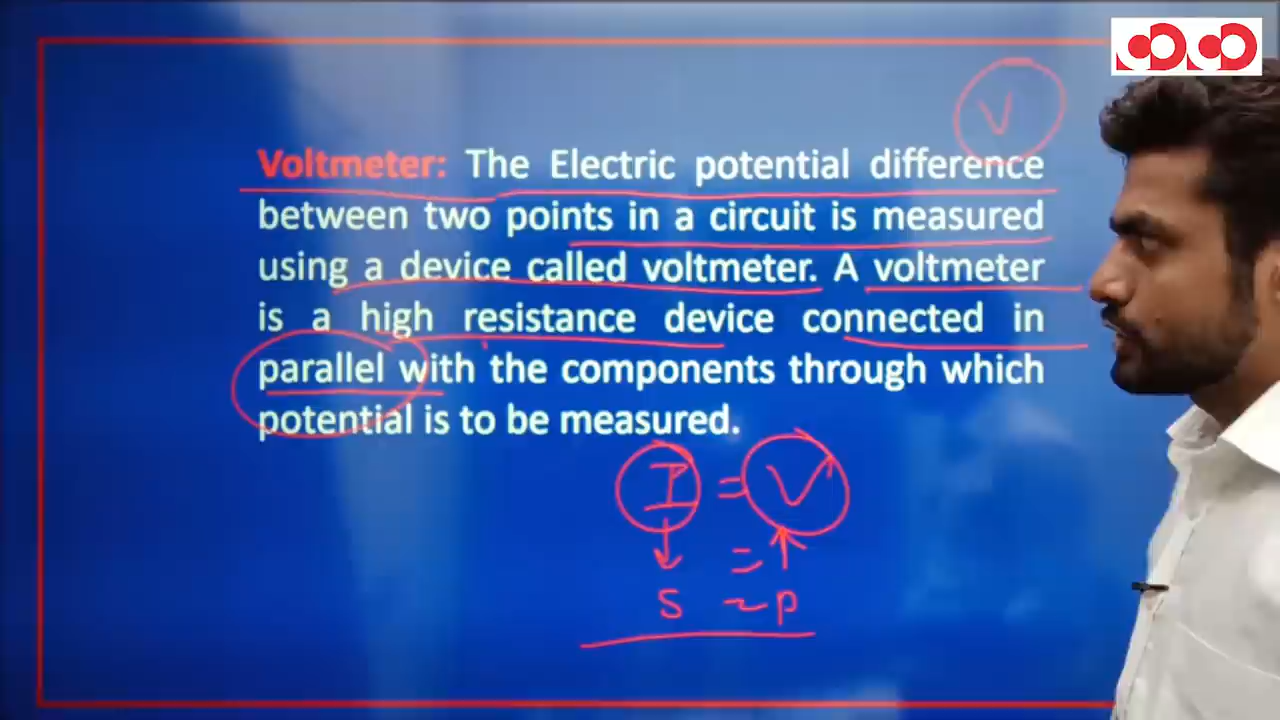 V
Voltmeter: The Electric potential difference
between two points in a circuit is measured
using a device called voltmeter. A voltmeter
is a high resistance device connected in
parallel with the components through which
potential is to be measured.
I = V
=
S ~ P